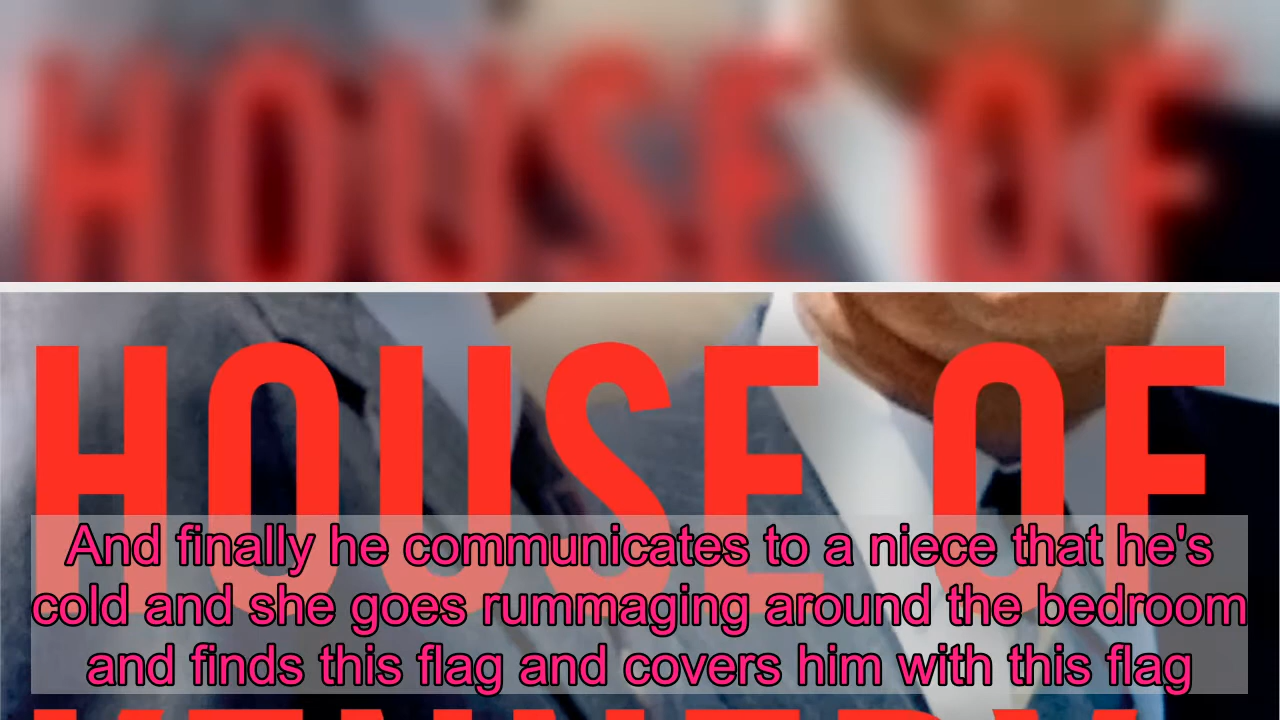 HOUSE OF
HOUSE OF
And finally he communicates to a niece that he's
cold and she goes rummaging around the bedroom
and finds this flag and covers him with this flag